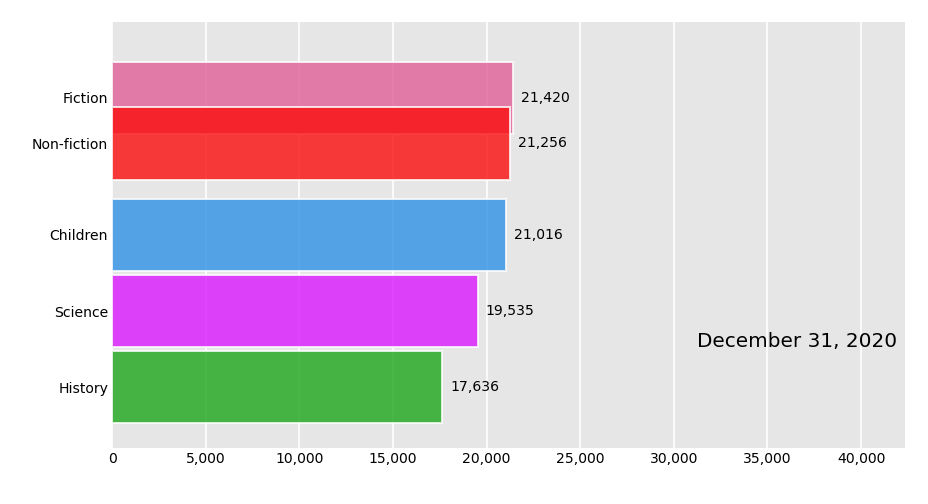 Fiction 21,420
Non-fiction 21,256
Children 21,016
Science 19,535
December 31, 2020
History 17,636
0 5,000 10,000 15,000 20,000 25,000 30,000 35,000 40,000